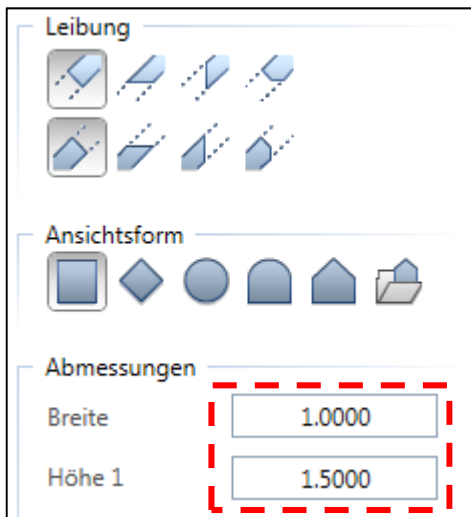 Leibung
Ansichtsform
Abmessungen
Breite 1.0000
Höhe 1 1.5000